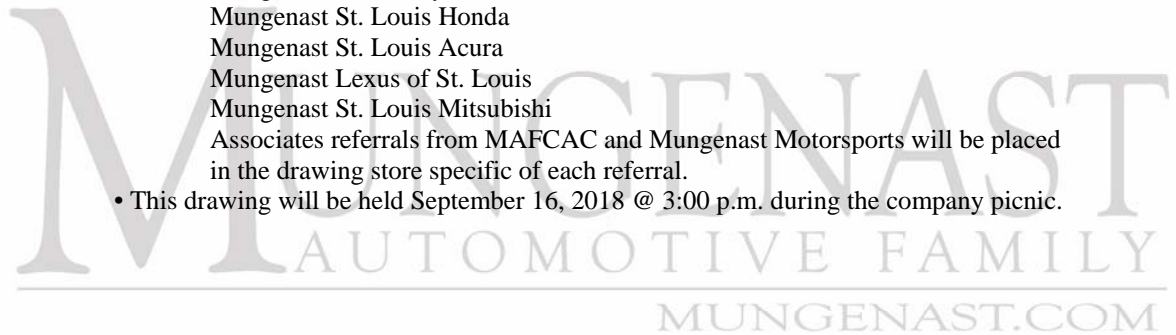 Mungenast St. Louis Honda
Mungenast St. Louis Acura
Mungenast Lexus of St. Louis
Mungenast St. Louis Mitsubishi
Associates referrals from MAFCAC and Mungenast Motorsports will be placed
in the drawing store specific of each referral.
• This drawing will be held September 16, 2018 @ 3:00 p.m. during the company picnic.
MUNGENAST
AUTOMOTIVE FAMILY
MUNGENAST.COM